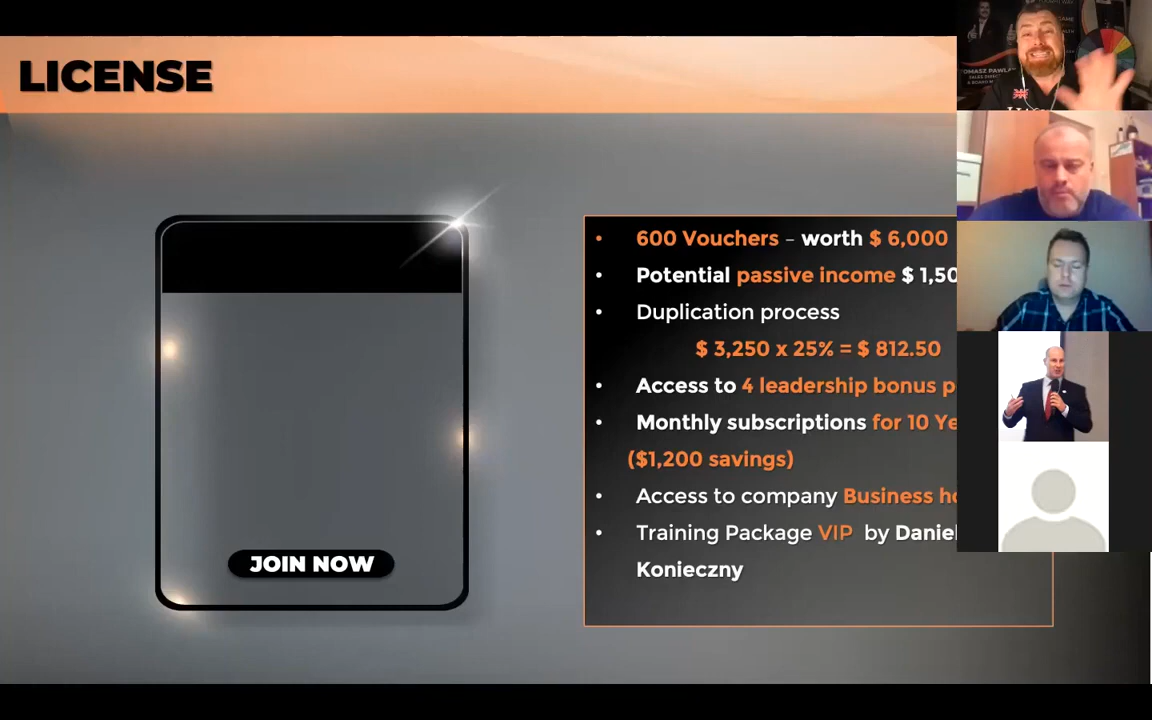 LICENSE
JOIN NOW
• 600 Vouchers – worth $ 6,000
• Potential passive income $ 1,50
• Duplication process
$ 3,250 x 25% = $ 812.50
• Access to 4 leadership bonus p
• Monthly subscriptions for 10 Ye
($1,200 savings)
• Access to company Business ho
• Training Package VIP by Daniel
Konieczny